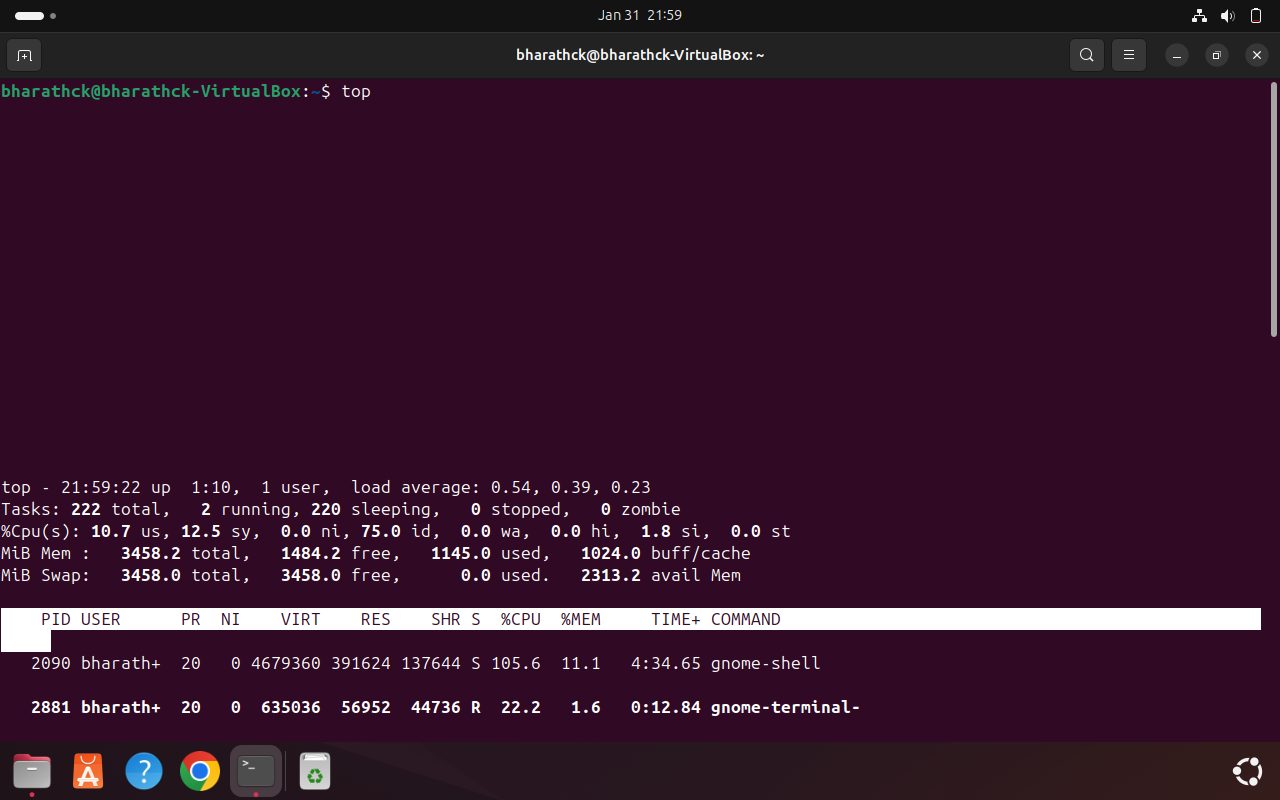 Jan 31 21:59
bharathck@bharathck-VirtualBox: ~
bharathck@bharathck-VirtualBox:~$ top
top - 21:59:22 up  1:10,  1 user,  load average: 0.54, 0.39, 0.23
Tasks: 222 total,   2 running, 220 sleeping,   0 stopped,   0 zombie
%Cpu(s): 10.7 us, 12.5 sy,  0.0 ni, 75.0 id,  0.0 wa,  0.0 hi,  1.8 si,  0.0 st
MiB Mem :   3458.2 total,   1484.2 free,   1145.0 used,   1024.0 buff/cache
MiB Swap:   3458.0 total,   3458.0 free,      0.0 used.   2313.2 avail Mem
PID USER      PR  NI    VIRT    RES    SHR S  %CPU  %MEM     TIME+ COMMAND
2090 bharath+  20   0 4679360 391624 137644 S 105.6  11.1   4:34.65 gnome-shell
2881 bharath+  20   0  635036  56952  44736 R  22.2   1.6   0:12.84 gnome-terminal-